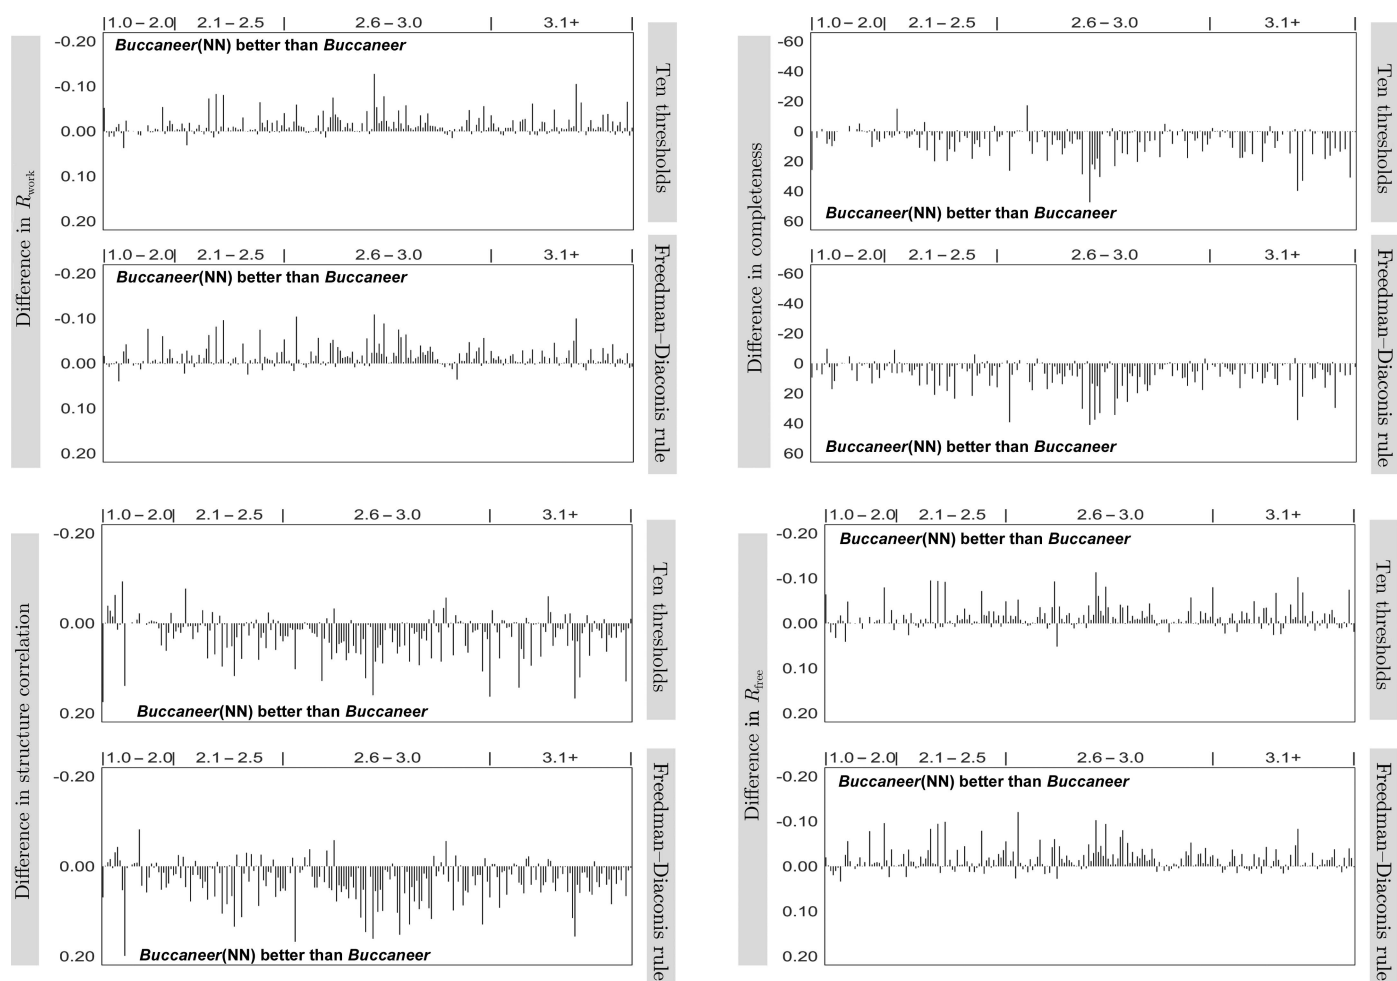 |1.0 – 2.0| 2.1 – 2.5 | 2.6 – 3.0 | 3.1+ |
Difference in Rwork
-0.20
-0.10
0.00
0.10
0.20
Buccaneer(NN) better than Buccaneer
Ten thresholds
|1.0 – 2.0| 2.1 – 2.5 | 2.6 – 3.0 | 3.1+ |
-0.20
-0.10
0.00
0.10
0.20
Buccaneer(NN) better than Buccaneer
Freedman–Diaconis rule
|1.0 – 2.0| 2.1 – 2.5 | 2.6 – 3.0 | 3.1+ |
Difference in completeness
-60
-40
-20
0
20
40
60
Buccaneer(NN) better than Buccaneer
Ten thresholds
|1.0 – 2.0| 2.1 – 2.5 | 2.6 – 3.0 | 3.1+ |
-60
-40
-20
0
20
40
60
Buccaneer(NN) better than Buccaneer
Freedman–Diaconis rule
|1.0 – 2.0| 2.1 – 2.5 | 2.6 – 3.0 | 3.1+ |
Difference in structure correlation
-0.20
0.00
0.20
Buccaneer(NN) better than Buccaneer
Ten thresholds
|1.0 – 2.0| 2.1 – 2.5 | 2.6 – 3.0 | 3.1+ |
-0.20
0.00
0.20
Buccaneer(NN) better than Buccaneer
Freedman–Diaconis rule
|1.0 – 2.0| 2.1 – 2.5 | 2.6 – 3.0 | 3.1+ |
Difference in Rfree
-0.20
-0.10
0.00
0.10
0.20
Buccaneer(NN) better than Buccaneer
Ten thresholds
|1.0 – 2.0| 2.1 – 2.5 | 2.6 – 3.0 | 3.1+ |
-0.20
-0.10
0.00
0.10
0.20
Buccaneer(NN) better than Buccaneer
Freedman–Diaconis rule